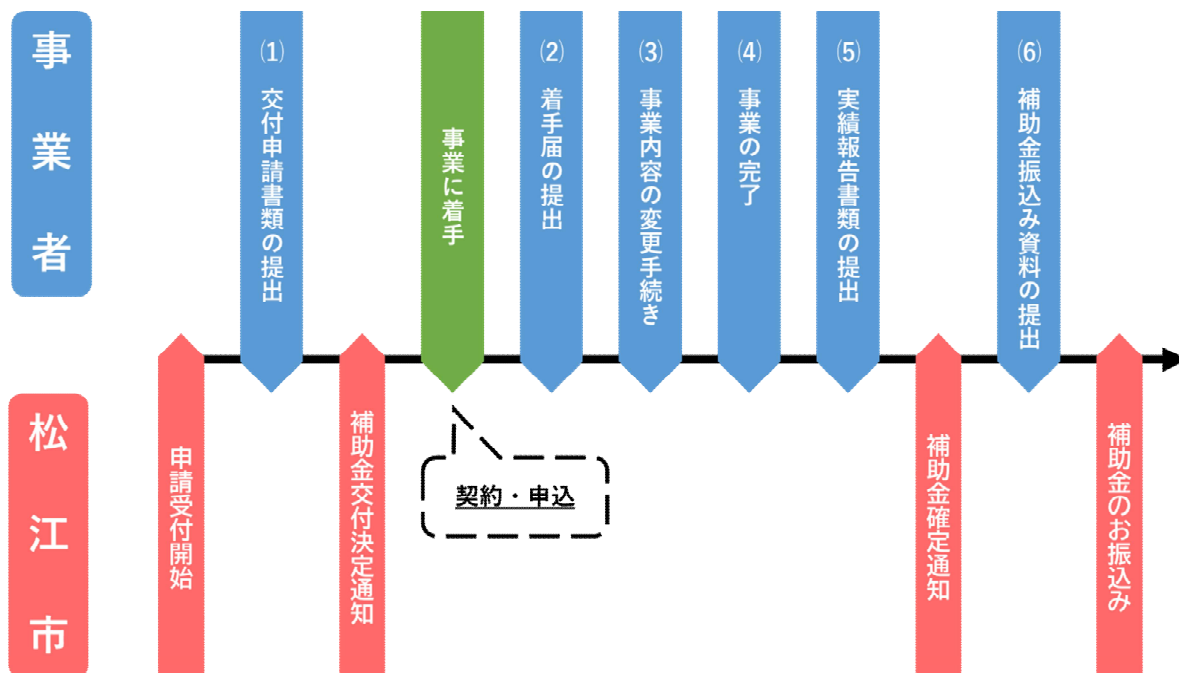 事業者
⑴ 交付申請書類の提出
事業に着手
⑵ 着手届の提出
⑶ 事業内容の変更手続き
⑷ 事業の完了
⑸ 実績報告書類の提出
⑹ 補助金振込み資料の提出
契約・申込
松江市
申請受付開始
補助金交付決定通知
補助金確定通知
補助金のお振込み